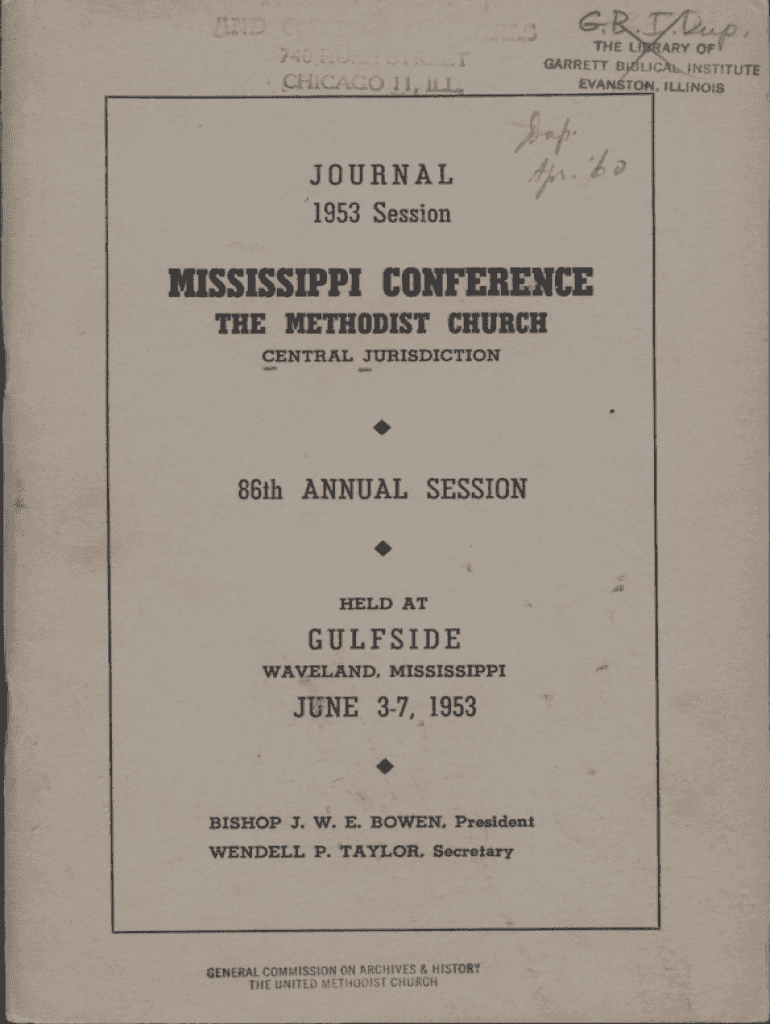 AND
740 RUSH STREET
CHICAGO 11, ILL.
G.B.I. Dup.
THE LIBRARY OF
GARRETT BIBLICAL INSTITUTE
EVANSTON, ILLINOIS
Dup.
Apr. '60
JOURNAL
1953 Session
MISSISSIPPI CONFERENCE
THE METHODIST CHURCH
CENTRAL JURISDICTION
86th ANNUAL SESSION
HELD AT
GULFSIDE
WAVELAND, MISSISSIPPI
JUNE 3-7, 1953
BISHOP J. W. E. BOWEN, President
WENDELL P. TAYLOR, Secretary
GENERAL COMMISSION ON ARCHIVES & HISTORY
THE UNITED METHODIST CHURCH